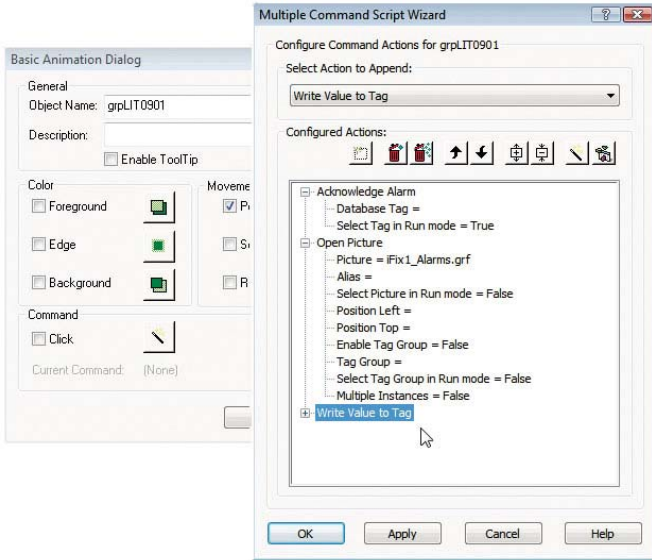 Multiple Command Script Wizard
Configure Command Actions for grpLIT0901
Select Action to Append:
Write Value to Tag
Configured Actions:
Acknowledge Alarm
Database Tag =
Select Tag in Run mode = True
Open Picture
Picture = iFix1_Alarms.grf
Alias =
Select Picture in Run mode = False
Position Left =
Position Top =
Enable Tag Group = False
Tag Group =
Select Tag Group in Run mode = False
Multiple Instances = False
Write Value to Tag
OK Apply Cancel Help
Basic Animation Dialog
General
Object Name: grpLIT0901
Description:
Enable ToolTip
Color
Foreground
Edge
Background
Command
Click
Current Command: (None)